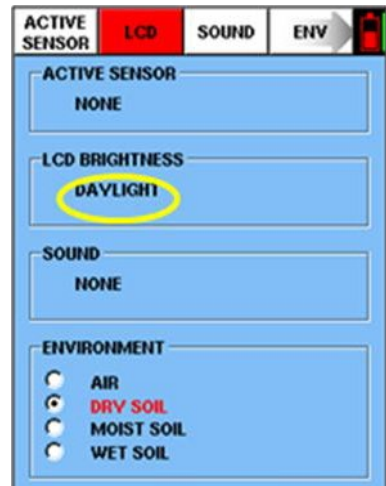 ACTIVE SENSOR LCD SOUND ENV
ACTIVE SENSOR
NONE
LCD BRIGHTNESS
DAYLIGHT
SOUND
NONE
ENVIRONMENT
AIR
DRY SOIL
MOIST SOIL
WET SOIL